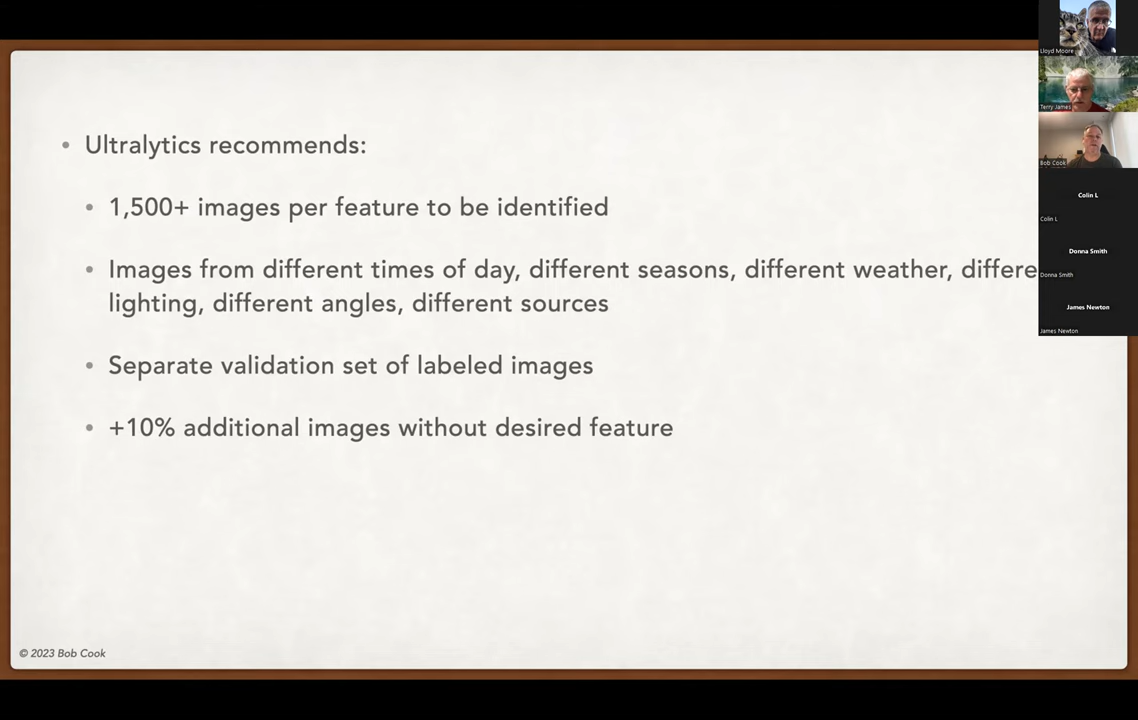 Ultralytics recommends:
1,500+ images per feature to be identified
Images from different times of day, different seasons, different weather, differe
lighting, different angles, different sources
Separate validation set of labeled images
+10% additional images without desired feature
© 2023 Bob Cook
Lloyd Moore
Terry James
Bob Cook
Colin L
Colin L
Donna Smith
Donna Smith
James Newton
James Newton